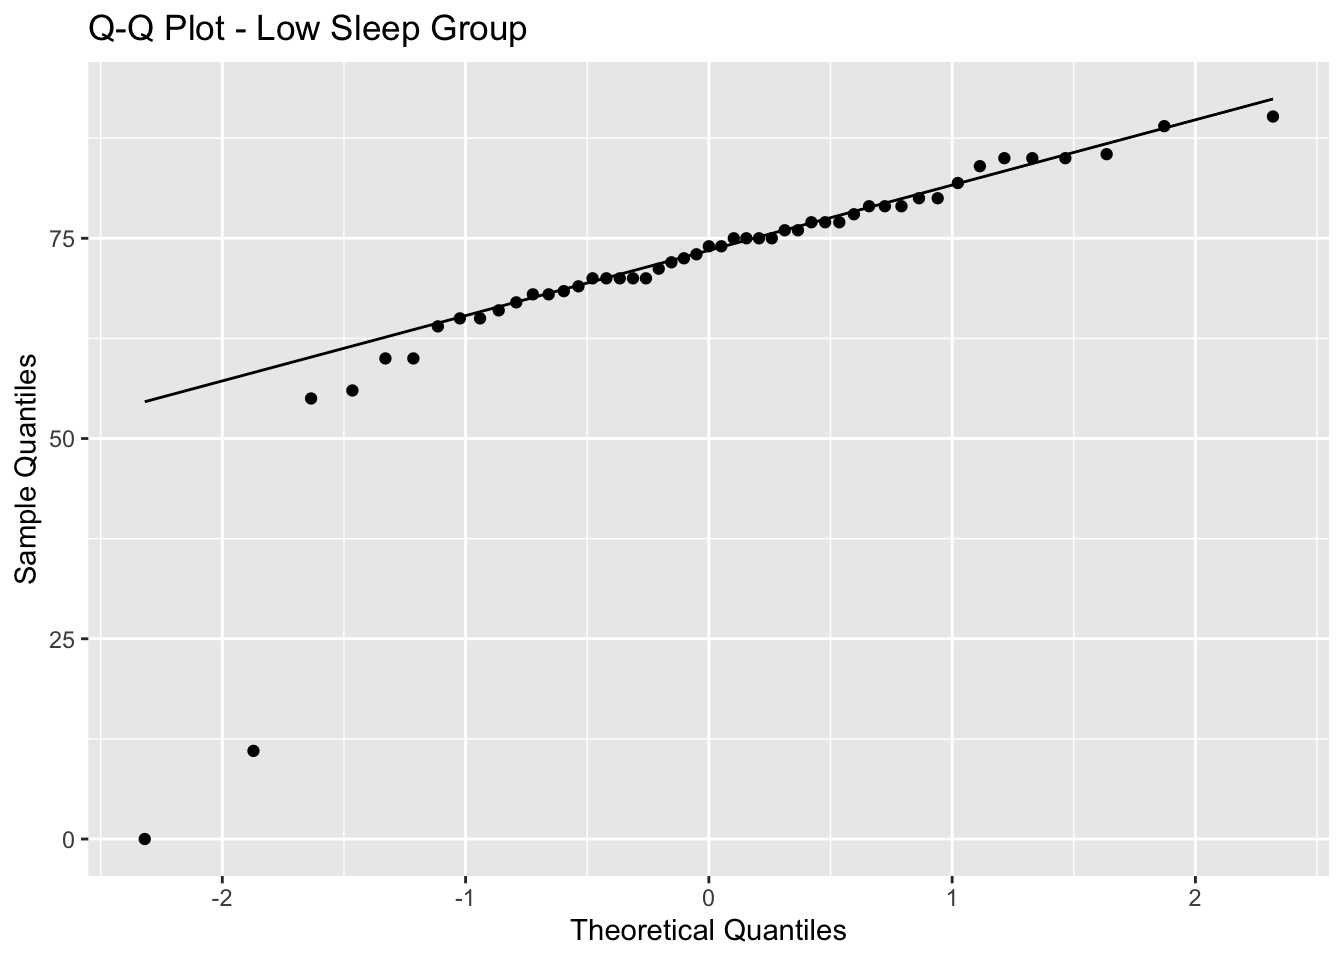 Q-Q Plot - Low Sleep Group
75
50
25
0
-2 -1 0 1 2
Theoretical Quantiles
Sample Quantiles